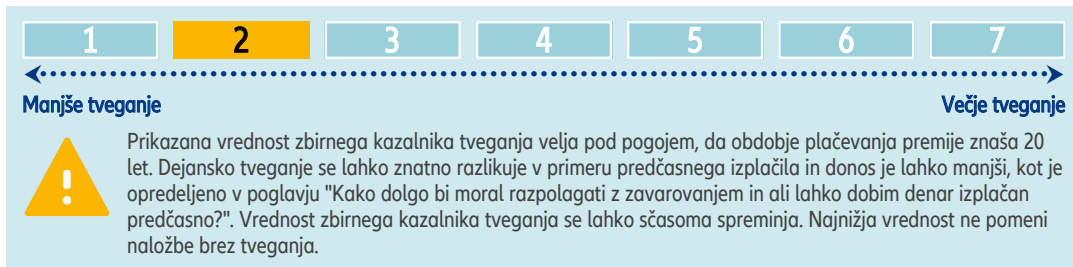 1 2 3 4 5 6 7
Manjše tveganje Večje tveganje
Prikazana vrednost zbirnega kazalnika tveganja velja pod pogojem, da obdobje plačevanja premije znaša 20
let. Dejansko tveganje se lahko znatno razlikuje v primeru predčasnega izplačila in donos je lahko manjši, kot je
opredeljeno v poglavju "Kako dolgo bi moral razpolagati z zavarovanjem in ali lahko dobim denar izplačan
predčasno?". Vrednost zbirnega kazalnika tveganja se lahko sčasoma spreminja. Najnižja vrednost ne pomeni
naložbe brez tveganja.